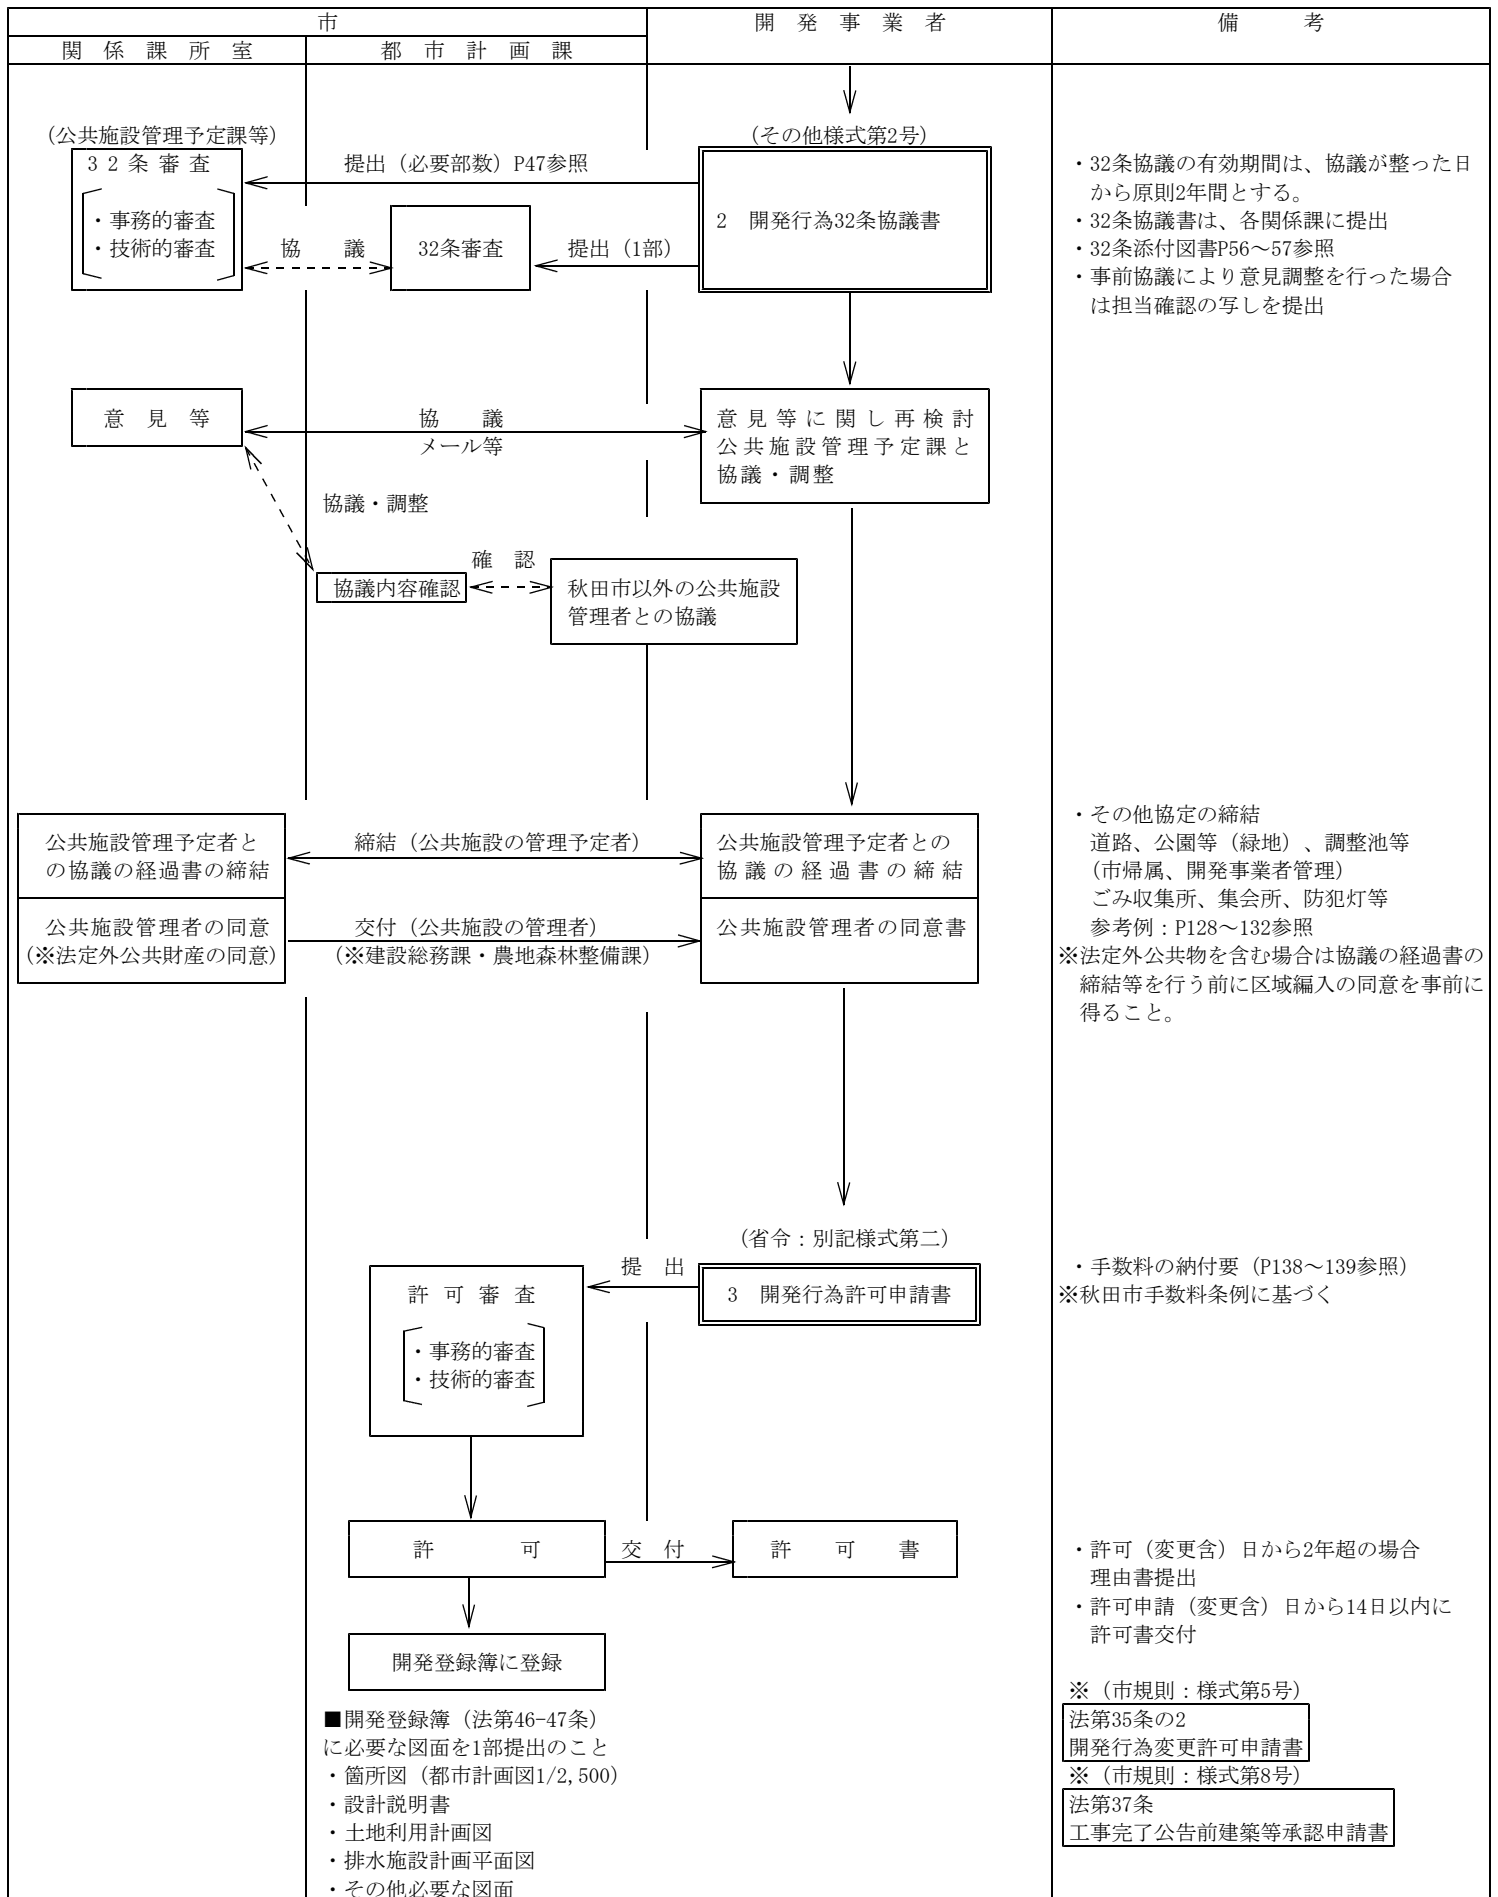 市
開発事業者
備考
関係課所室
都市計画課
(公共施設管理予定課等)
32条審査
・事務的審査
・技術的審査
提出（必要部数）P47参照
協議
32条審査
提出（1部）
(その他様式第2号)
2　開発行為32条協議書
・32条協議の有効期間は、協議が整った日
から原則2年間とする。
・32条協議書は、各関係課に提出
・32条添付図書P56～57参照
・事前協議により意見調整を行った場合
は担当確認の写しを提出
意見等
協議
メール等
意見等に関し再検討
公共施設管理予定課と
協議・調整
協議・調整
協議内容確認
確認
秋田市以外の公共施設
管理者との協議
公共施設管理予定者と
の協議の経過書の締結
締結（公共施設の管理予定者）
公共施設管理予定者との
協議の経過書の締結
公共施設管理者の同意
(※法定外公共財産の同意)
交付（公共施設の管理者）
(※建設総務課・農地森林整備課)
公共施設管理者の同意書
・その他協定の締結
道路、公園等（緑地）、調整池等
(市帰属、開発事業者管理)
ごみ収集所、集会所、防犯灯等
参考例：P128～132参照
※法定外公共物を含む場合は協議の経過書の
締結等を行う前に区域編入の同意を事前に
得ること。
(省令：別記様式第二)
提出
3　開発行為許可申請書
許可審査
・事務的審査
・技術的審査
・手数料の納付要（P138～139参照）
※秋田市手数料条例に基づく
許可
交付
許可書
・許可（変更含）日から2年超の場合
理由書提出
・許可申請（変更含）日から14日以内に
許可書交付
開発登録簿に登録
■開発登録簿（法第46-47条）
に必要な図面を1部提出のこと
・箇所図（都市計画図1/2,500）
・設計説明書
・土地利用計画図
・排水施設計画平面図
・その他必要な図面
※（市規則：様式第5号）
法第35条の2
開発行為変更許可申請書
※（市規則：様式第8号）
法第37条
工事完了公告前建築等承認申請書